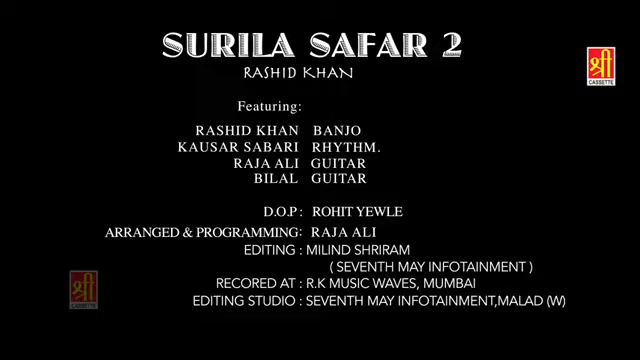 SURILA SAFAR 2
RASHID KHAN
श्री
CASSETTE
Featuring:
RASHID KHAN BANJO
KAUSAR SABARI RHYTHM.
RAJA ALI GUITAR
BILAL GUITAR
D.O.P : ROHIT YEWLE
ARRANGED & PROGRAMMING: RAJA ALI
EDITING : MILIND SHRIRAM
( SEVENTH MAY INFOTAINMENT )
RECORED AT : R.K MUSIC WAVES, MUMBAI
EDITING STUDIO : SEVENTH MAY INFOTAINMENT,MALAD (W)
श्री
CASSETTE